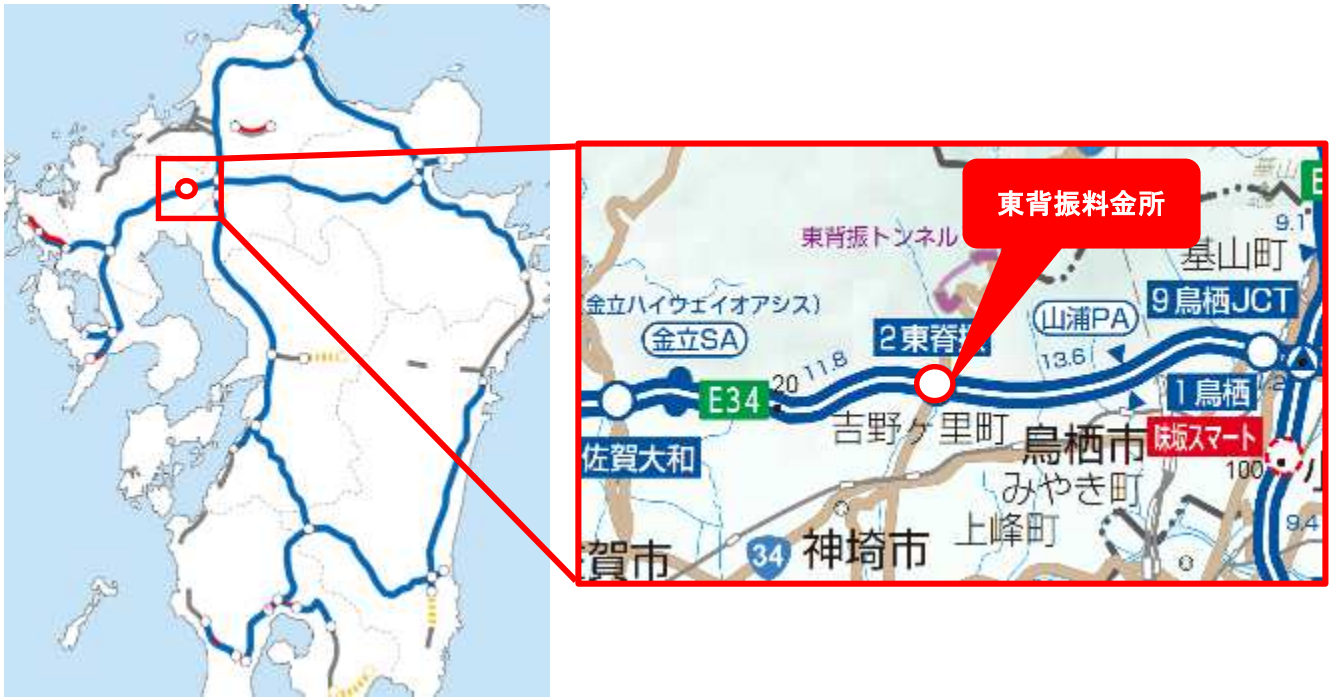 東背振料金所
東背振トンネル
9.1
基山町
金立ハイウェイオアシス)
金立SA
2東脊振
山浦PA
9鳥栖JCT
11.8
13.6
E34
20
1鳥栖
吉野ヶ里町
鳥栖市
味坂スマート
佐賀大和
みやき町
100
上峰町
9.4
賀市
34
神埼市